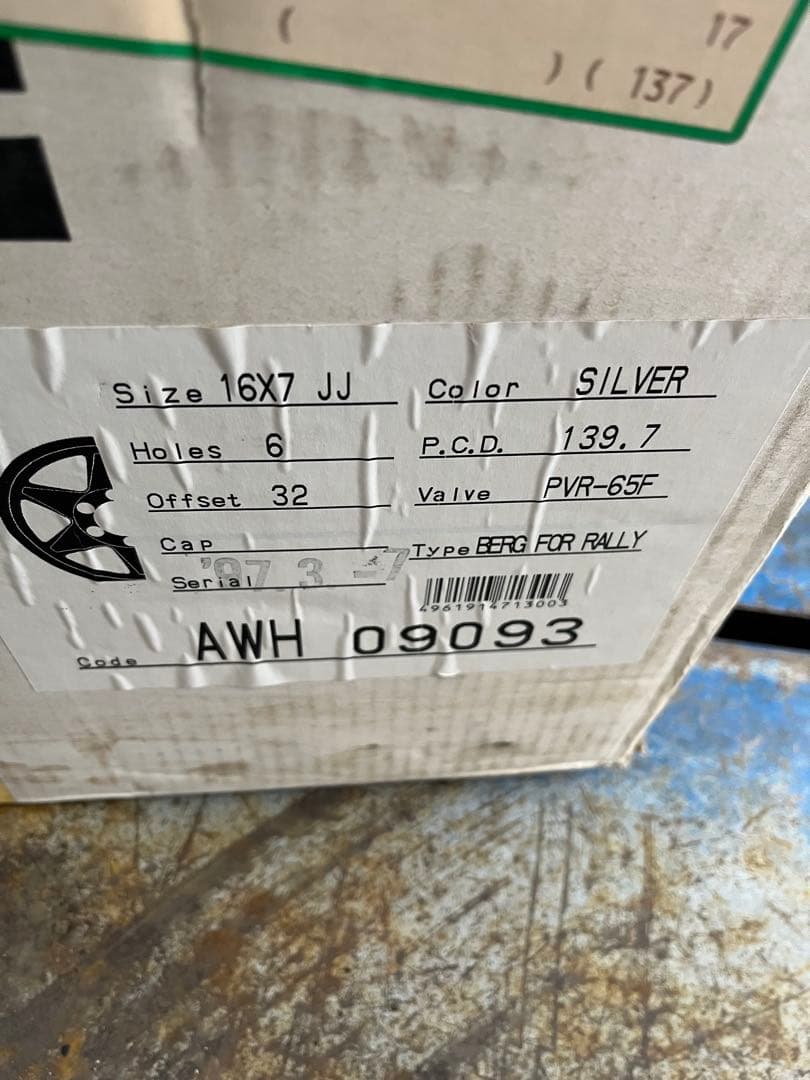 ( 17
) ( 137)
Size 16X7 JJ Color SILVER
Holes 6 P.C.D. 139.7
Offset 32 Valve PVR-65F
Cap Type BERG FOR RALLY
Serial '97 3 -7
4961914713003
Code AWH 09093